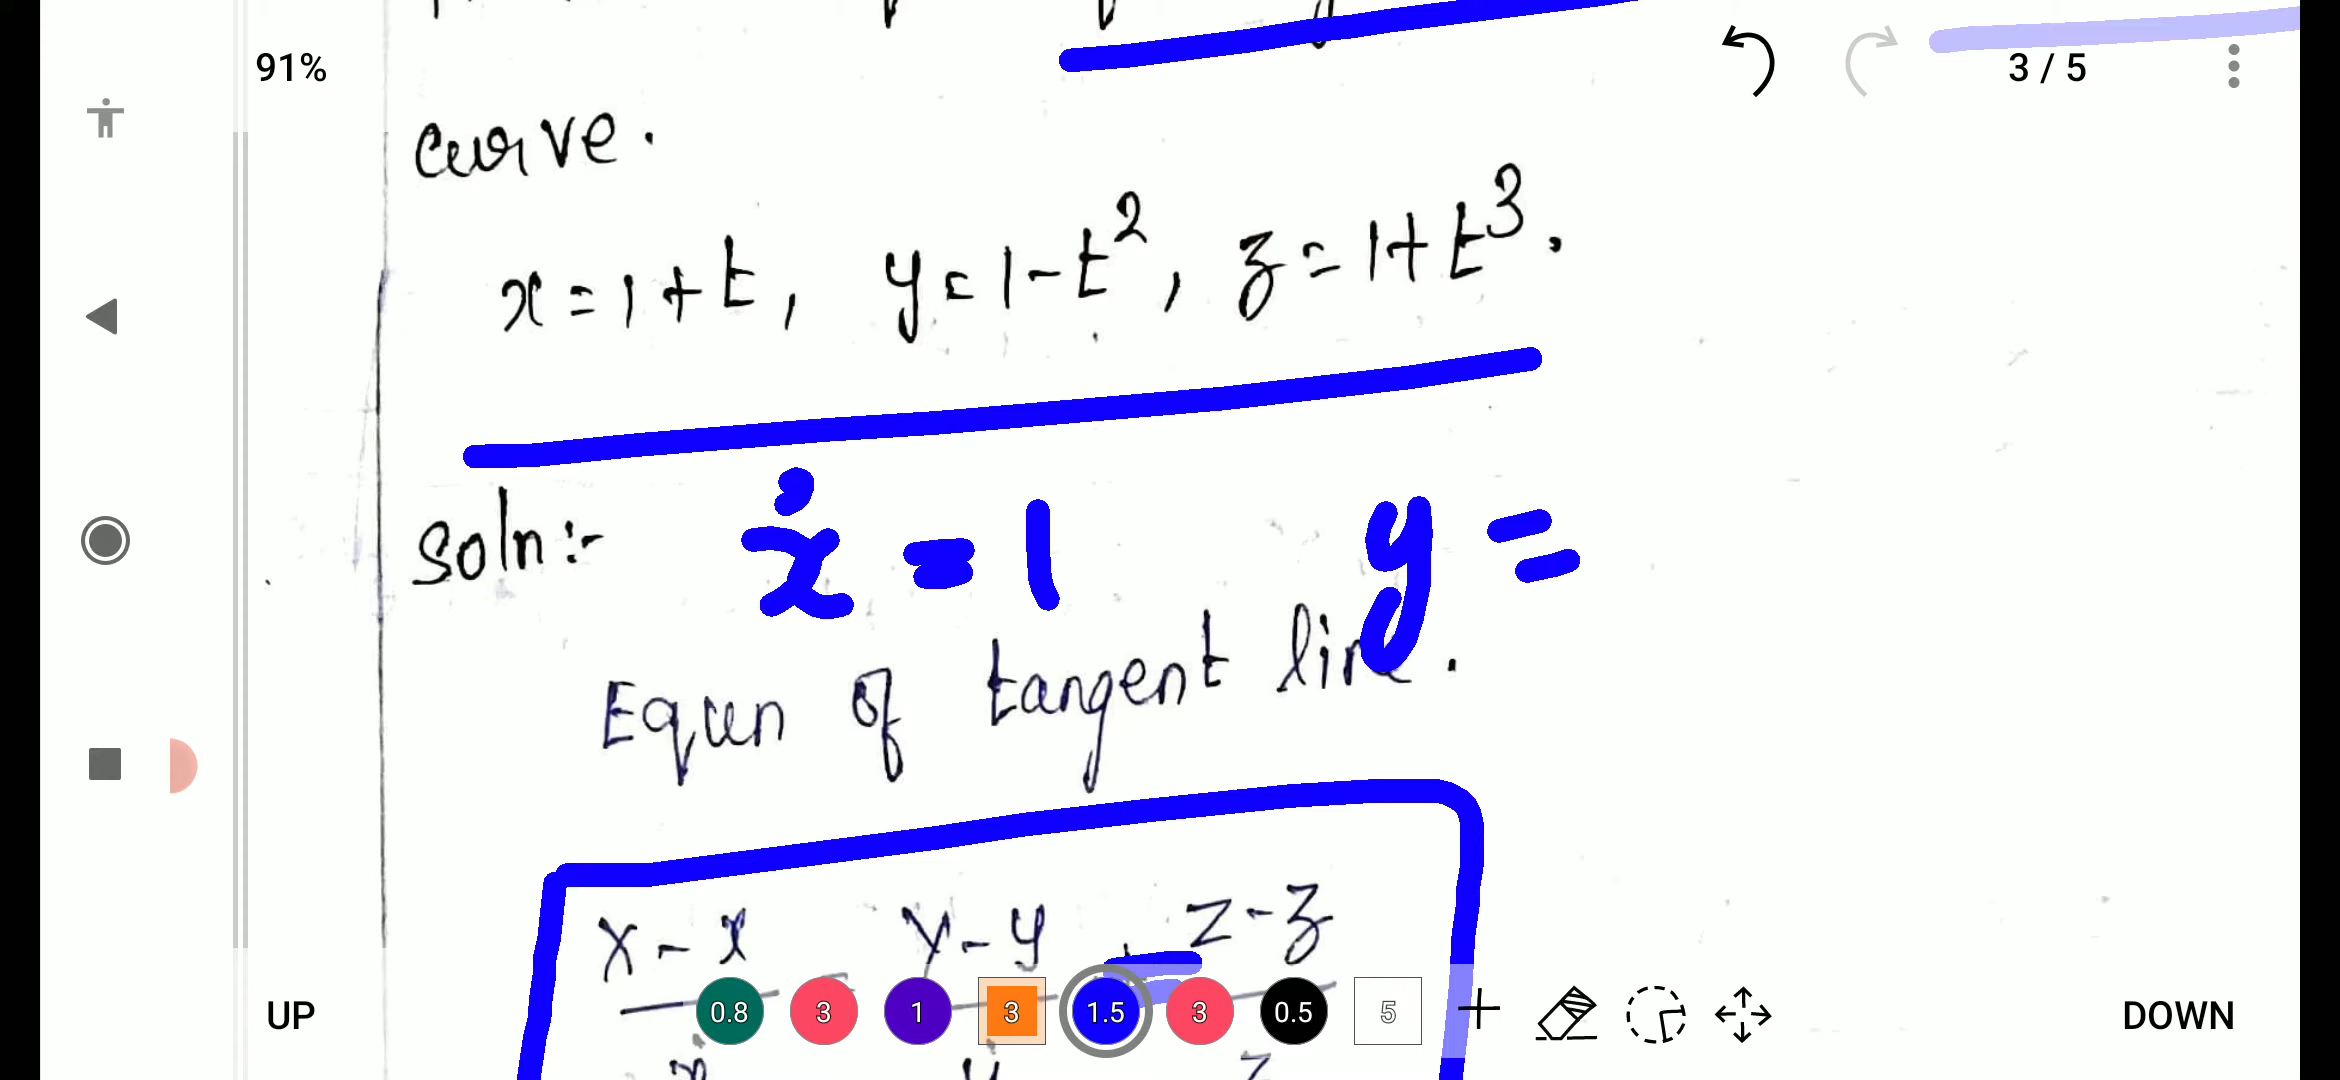 91%
3 / 5
curve.
x = 1 + t, y = 1 - t², z = 1 + t³.
Soln :- ẋ = 1 y =
Equn of tangent line.
X - x Y - y Z - z
= =
UP 0.8 3 1 3 1.5 3 0.5 5 DOWN